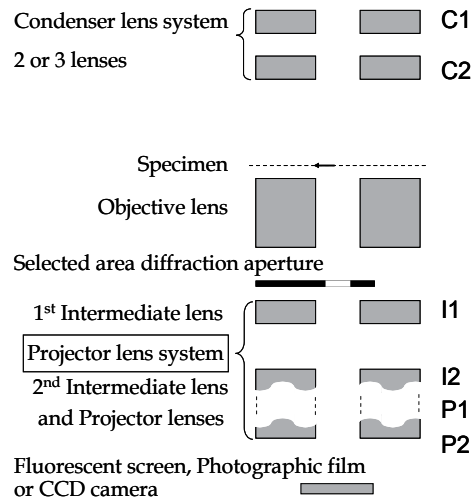 Condenser lens system
C1
2 or 3 lenses
C2
Specimen
Objective lens
Selected area diffraction aperture
1st Intermediate lens
I1
Projector lens system
I2
2nd Intermediate lens
P1
and Projector lenses
P2
Fluorescent screen, Photographic film
or CCD camera